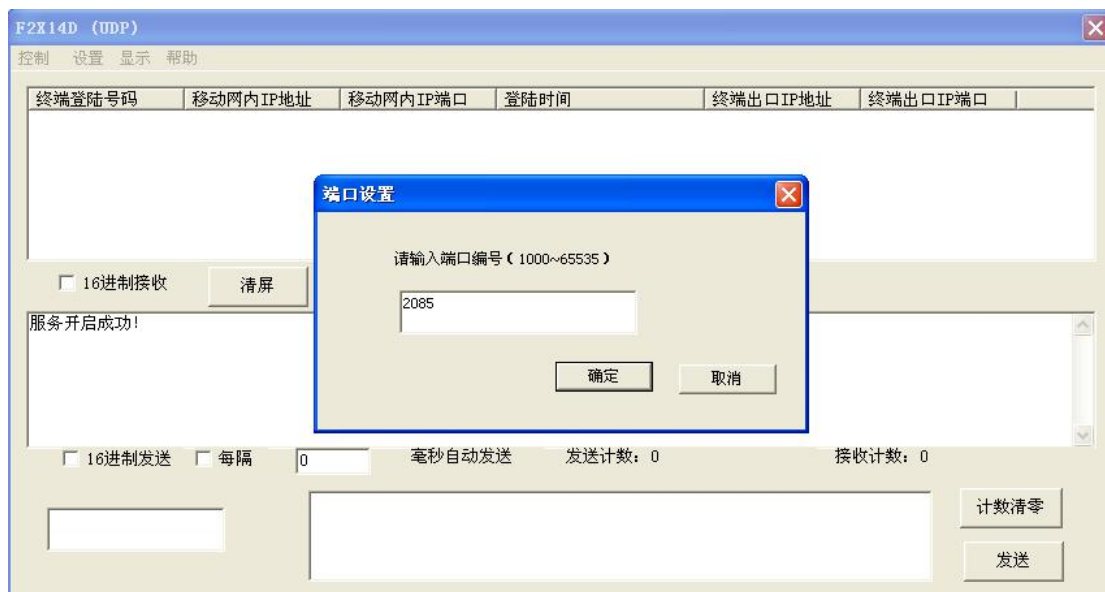 F2X14D (UDP)
控制 设置 显示 帮助
终端登陆号码 移动网内IP地址 移动网内IP端口 登陆时间 终端出口IP地址 终端出口IP端口
端口设置
请输入端口编号(1000~65535)
2085
确定 取消
16进制接收 清屏
服务开启成功!
16进制发送 每隔 0 毫秒自动发送 发送计数: 0 接收计数: 0
计数清零
发送